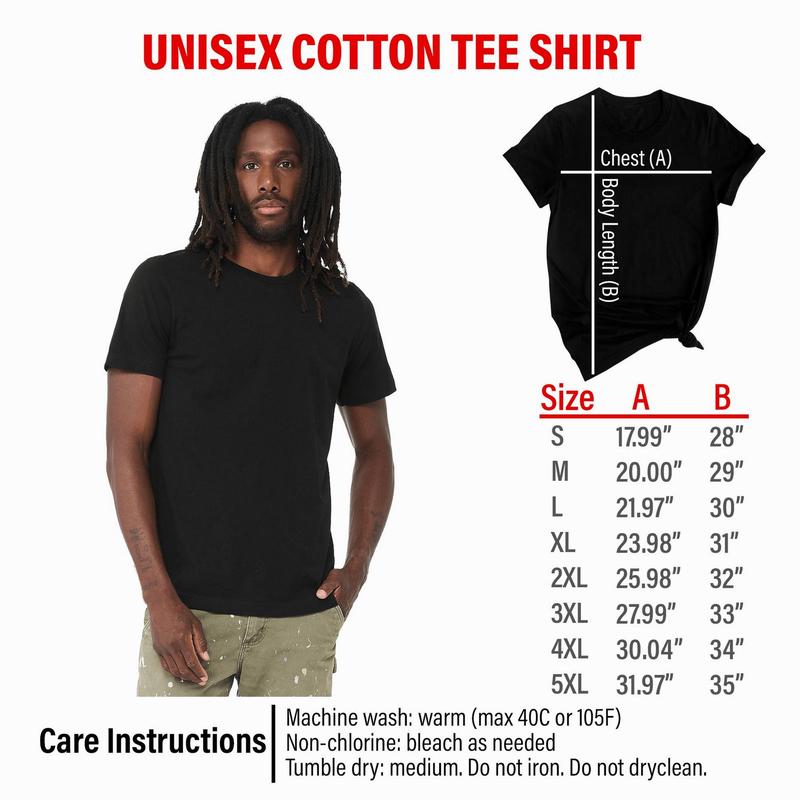 UNISEX COTTON TEE SHIRT
Chest (A)
Body Length (B)
Size A B
S 17.99" 28"
M 20.00" 29"
L 21.97" 30"
XL 23.98" 31"
2XL 25.98" 32"
3XL 27.99" 33"
4XL 30.04" 34"
5XL 31.97" 35"
Care Instructions
Machine wash: warm (max 40C or 105F)
Non-chlorine: bleach as needed
Tumble dry: medium. Do not iron. Do not dryclean.